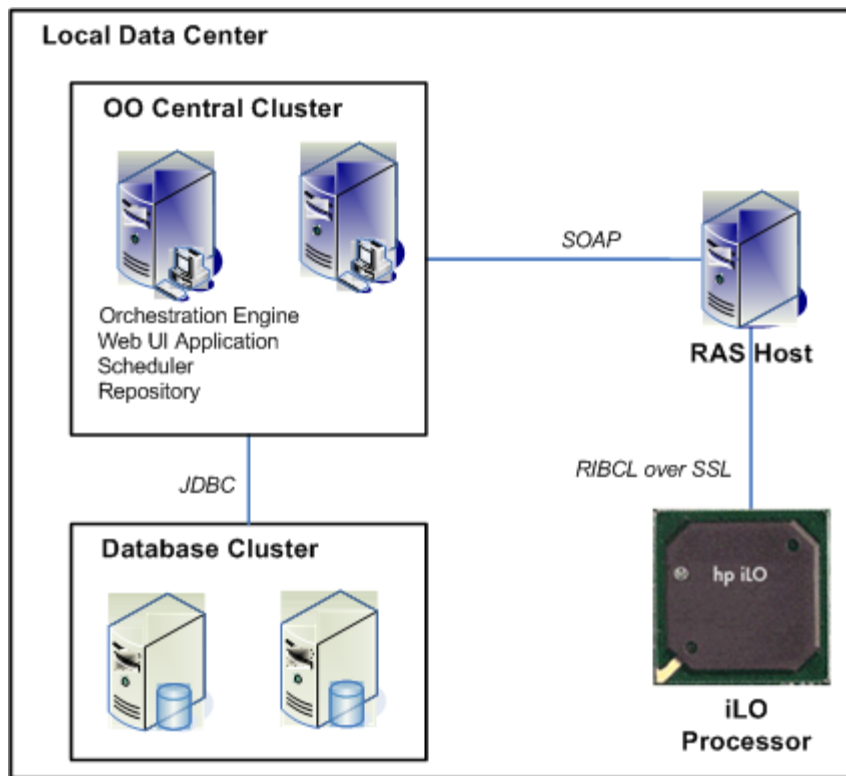 Local Data Center
OO Central Cluster
Orchestration Engine
Web UI Application
Scheduler
Repository
SOAP
RAS Host
JDBC
RIBCL over SSL
Database Cluster
hp iLO
iLO
Processor